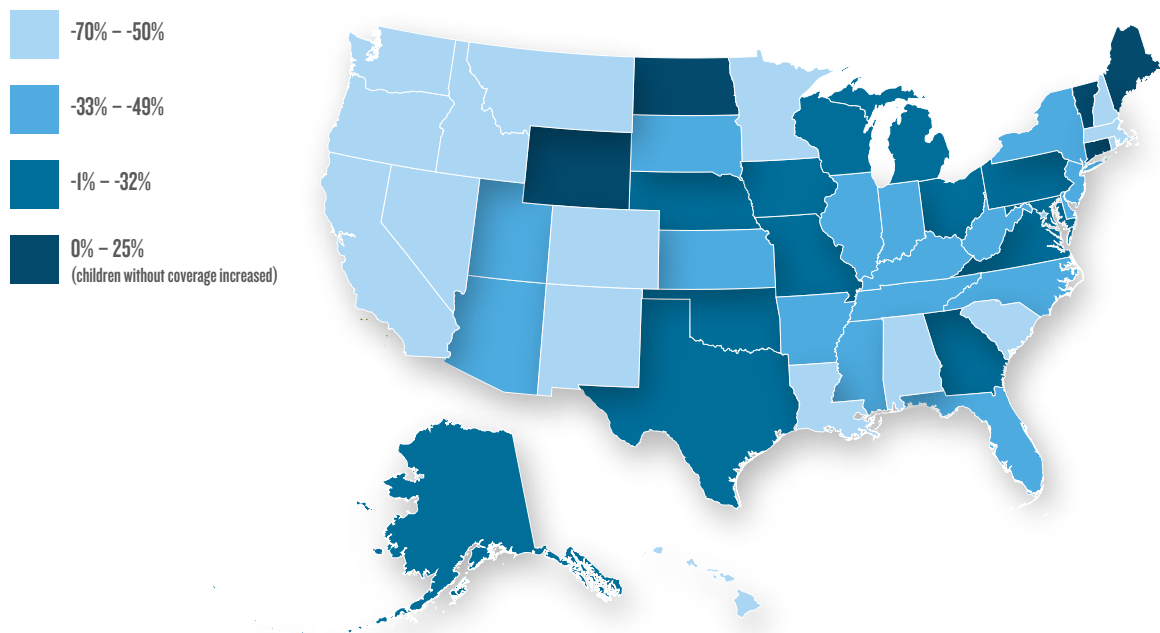 -70% – -50%
-33% – -49%
-1% – -32%
0% – 25%
(children without coverage increased)